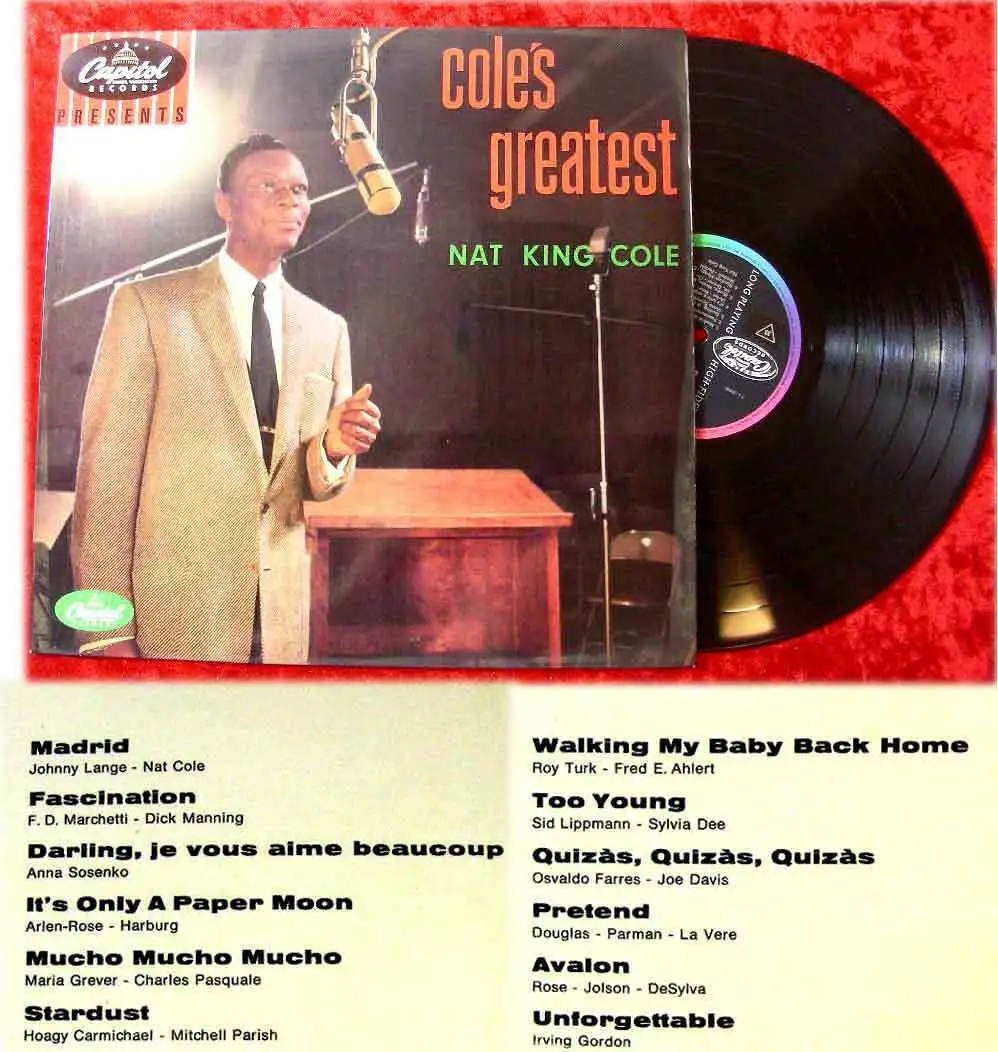 Capitol
RECORDS
PRESENTS
cole's
greatest
NAT KING COLE
LONG PLAYING
33
Capitol
RECORDS
Capitol
Madrid
Johnny Lange - Nat Cole
Fascination
F. D. Marchetti - Dick Manning
Darling, je vous aime beaucoup
Anna Sosenko
It's Only A Paper Moon
Arlen-Rose - Harburg
Mucho Mucho Mucho
Maria Grever - Charles Pasquale
Stardust
Hoagy Carmichael - Mitchell Parish
Walking My Baby Back Home
Roy Turk - Fred E. Ahlert
Too Young
Sid Lippmann - Sylvia Dee
Quizàs, Quizàs, Quizàs
Osvaldo Farres - Joe Davis
Pretend
Douglas - Parman - La Vere
Avalon
Rose - Jolson - DeSylva
Unforgettable
Irving Gordon